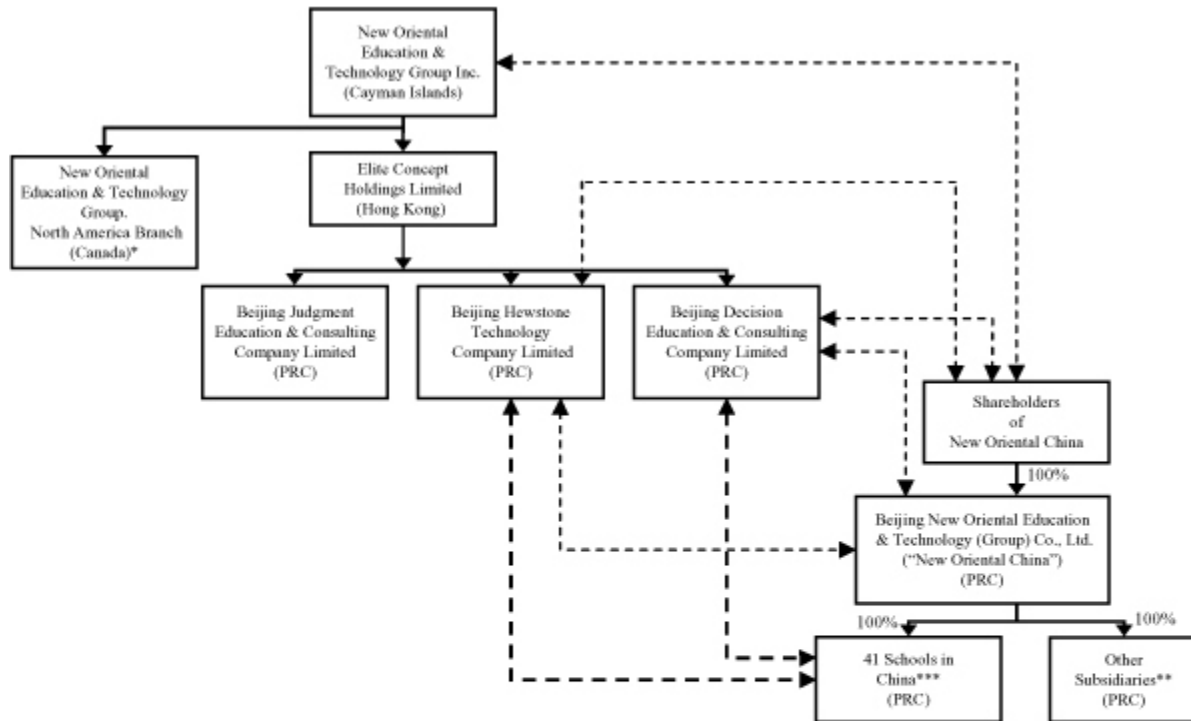 New Oriental
Education &
Technology Group Inc.
(Cayman Islands)
New Oriental
Education & Technology
Group.
North America Branch
(Canada)*
Elite Concept
Holdings Limited
(Hong Kong)
Beijing Judgment
Education & Consulting
Company Limited
(PRC)
Beijing Hewstone
Technology
Company Limited
(PRC)
Beijing Decision
Education & Consulting
Company Limited
(PRC)
Shareholders
of
New Oriental China
100%
Beijing New Oriental Education
& Technology (Group) Co., Ltd.
(“New Oriental China”)
(PRC)
100%
100%
41 Schools in
China***
(PRC)
Other
Subsidiaries**
(PRC)